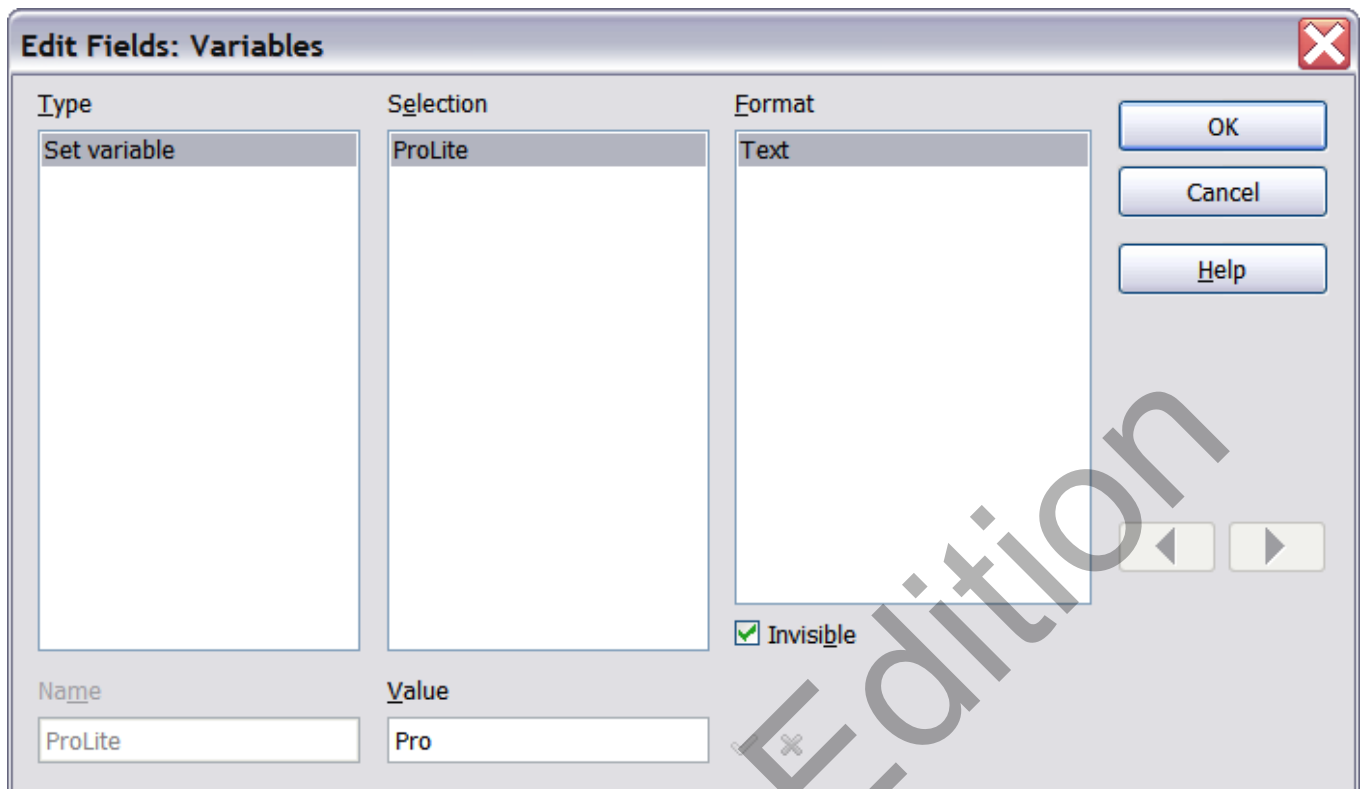 Edit Fields: Variables
Type
Selection
Format
Set variable
ProLite
Text
OK
Cancel
Help
Invisible
Name
Value
ProLite
Pro
Edition